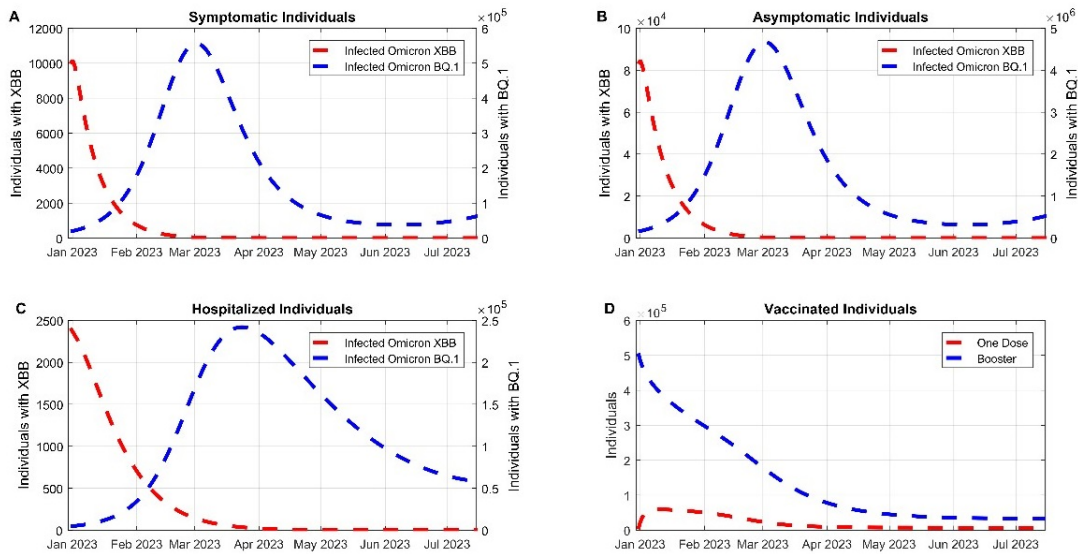 A
Symptomatic Individuals
×10^5
12000
10000
8000
6000
4000
2000
0
Individuals with XBB
6
5
4
3
2
1
0
Individuals with BQ.1
Infected Omicron XBB
Infected Omicron BQ.1
Jan 2023 Feb 2023 Mar 2023 Apr 2023 May 2023 Jun 2023 Jul 2023
B
×10^4
Asymptomatic Individuals
×10^6
10
8
6
4
2
0
Individuals with XBB
5
4
3
2
1
0
Individuals with BQ.1
Infected Omicron XBB
Infected Omicron BQ.1
Jan 2023 Feb 2023 Mar 2023 Apr 2023 May 2023 Jun 2023 Jul 2023
C
Hospitalized Individuals
×10^5
2500
2000
1500
1000
500
0
Individuals with XBB
2.5
2
1.5
1
0.5
0
Individuals with BQ.1
Infected Omicron XBB
Infected Omicron BQ.1
Jan 2023 Feb 2023 Mar 2023 Apr 2023 May 2023 Jun 2023 Jul 2023
D
×10^5
Vaccinated Individuals
6
5
4
3
2
1
0
Individuals
One Dose
Booster
Jan 2023 Feb 2023 Mar 2023 Apr 2023 May 2023 Jun 2023 Jul 2023